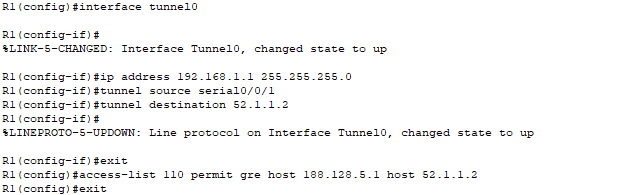 R1(config)#interface tunnel0
R1(config-if)#
%LINK-5-CHANGED: Interface Tunnel0, changed state to up
R1(config-if)#ip address 192.168.1.1 255.255.255.0
R1(config-if)#tunnel source serial0/0/1
R1(config-if)#tunnel destination 52.1.1.2
R1(config-if)#
%LINEPROTO-5-UPDOWN: Line protocol on Interface Tunnel0, changed state to up
R1(config-if)#exit
R1(config)#access-list 110 permit gre host 188.128.5.1 host 52.1.1.2
R1(config)#exit